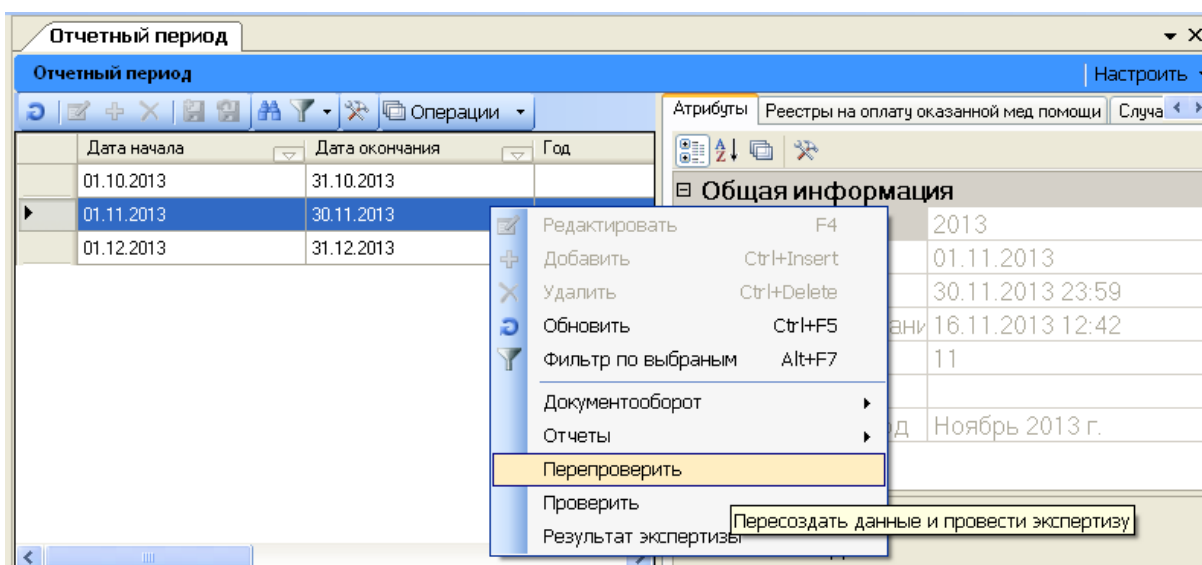 Отчетный период
Отчетный период
Настроить
Операции
Атрибуты Реестры на оплату оказанной мед помощи Случа
Дата начала Дата окончания Год
01.10.2013 31.10.2013
01.11.2013 30.11.2013
01.12.2013 31.12.2013
Общая информация
2013
01.11.2013
30.11.2013 23:59
16.11.2013 12:42
11
Ноябрь 2013 г.
Редактировать F4
Добавить Ctrl+Insert
Удалить Ctrl+Delete
Обновить Ctrl+F5
Фильтр по выбраным Alt+F7
Документооборот
Отчеты
Перепроверить
Проверить
Результат экспертизы
Пересоздать данные и провести экспертизу